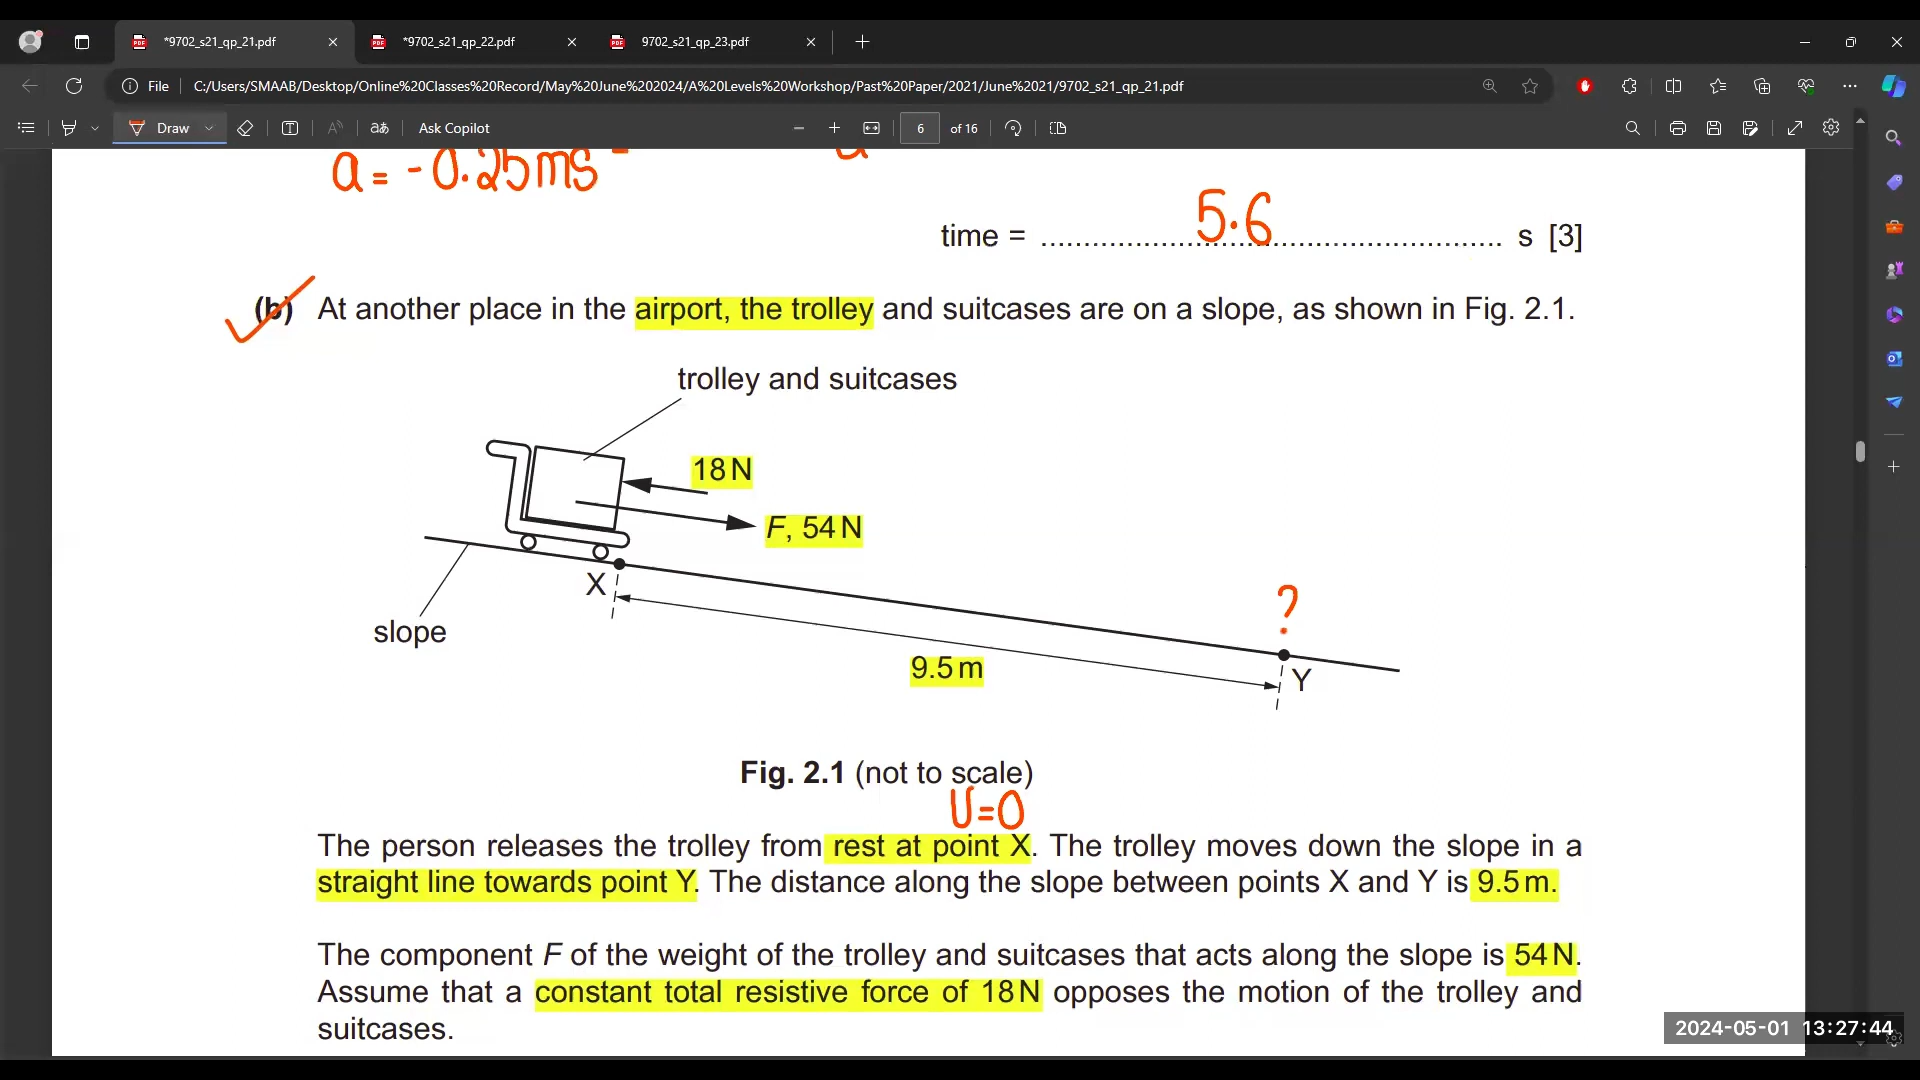 *9702_s21_qp_21.pdf
*9702_s21_qp_22.pdf
9702_s21_qp_23.pdf
File
C:/Users/SMAAB/Desktop/Online%20Classes%20Record/May%20June%202024/A%20Levels%20Workshop/Past%20Paper/2021/June%2021/9702_s21_qp_21.pdf
Draw
aあ
Ask Copilot
6 of 16
a = -0.25ms
time = ........................................................ s [3]
5.6
(b) At another place in the airport, the trolley and suitcases are on a slope, as shown in Fig. 2.1.
trolley and suitcases
18 N
F, 54 N
X
slope
?
9.5 m
Y
Fig. 2.1 (not to scale)
U=0
The person releases the trolley from rest at point X. The trolley moves down the slope in a
straight line towards point Y. The distance along the slope between points X and Y is 9.5 m.
The component F of the weight of the trolley and suitcases that acts along the slope is 54 N.
Assume that a constant total resistive force of 18 N opposes the motion of the trolley and
suitcases.
2024-05-01 13:27:44